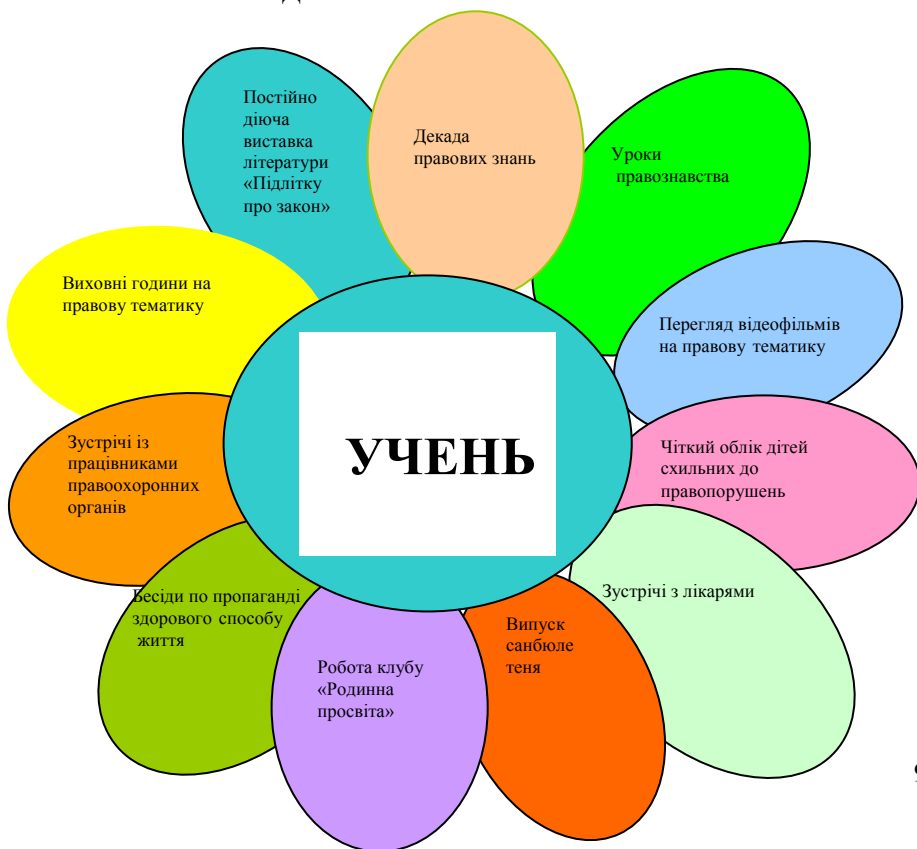 Постійно
діюча
виставка
літератури
«Підлітку
про закон»
Декада
правових знань
Уроки
правознавства
Виховні години на
правову тематику
Перегляд відеофільмів
на правову тематику
УЧЕНЬ
Зустрічі із
працівниками
правоохоронних
органів
Чіткий облік дітей
схильних до
правопорушень
Бесіди по пропаганді
здорового способу
життя
Зустрічі з лікарями
Випуск
санбюле
теня
Робота клубу
«Родинна
просвіта»